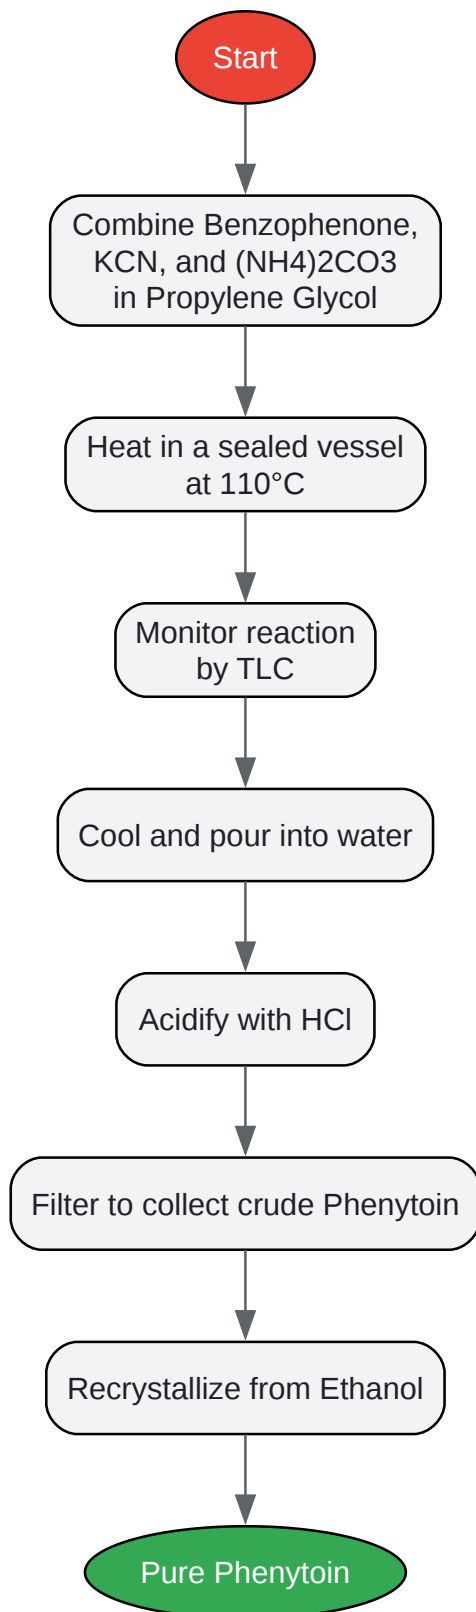 Start
Combine Benzophenone,
KCN, and (NH4)2CO3
in Propylene Glycol
Heat in a sealed vessel
at 110°C
Monitor reaction
by TLC
Cool and pour into water
Acidify with HCl
Filter to collect crude Phenytoin
Recrystallize from Ethanol
Pure Phenytoin